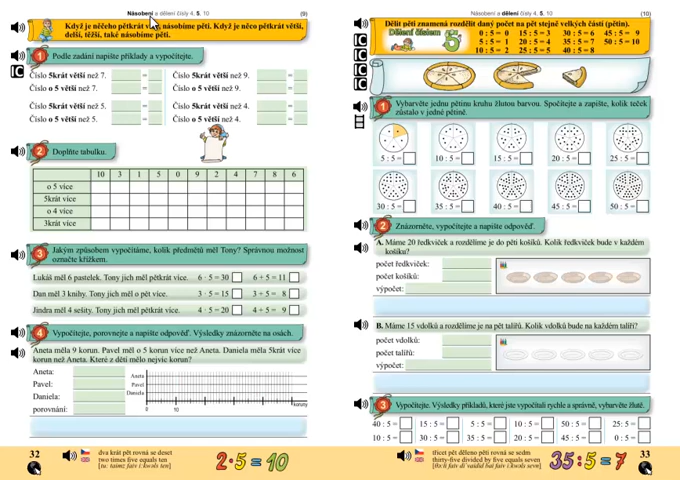 Násobení a dělení čísly 4, 5, 10
(9)
Když je něčeho pětkrát víc, násobíme pěti. Když je něco pětkrát větší,
delší, těžší, také násobíme pěti.
1 Podle zadání napište příklady a vypočítejte.
Číslo 5krát větší než 7. =
Číslo o 5 větší než 7. =
Číslo 5krát větší než 9. =
Číslo o 5 větší než 9. =
Číslo 5krát větší než 5. =
Číslo o 5 větší než 5. =
Číslo 5krát větší než 4. =
Číslo o 5 větší než 4. =
2 Doplňte tabulku.
10 3 1 5 0 9 2 4 7 8 6
o 5 více
5krát více
o 4 více
3krát více
3 Jakým způsobem vypočítáme, kolik předmětů měl Tony? Správnou možnost
označte křížkem.
Lukáš měl 6 pastelek. Tony jich měl pětkrát více. 6 · 5 = 30 6 + 5 = 11
Dan měl 3 knihy. Tony jich měl o pět více. 3 · 5 = 15 3 + 5 = 8
Jindra měl 4 sešity. Tony jich měl pětkrát více. 4 · 5 = 20 4 + 5 = 9
4 Vypočítejte, porovnejte a napište odpověď. Výsledky znázorněte na osách.
Aneta měla 9 korun. Pavel měl o 5 korun více než Aneta. Daniela měla 5krát více
korun než Aneta. Které z dětí mělo nejvíc korun?
Aneta:
Pavel:
Daniela:
porovnání:
Aneta
Pavel
Daniela
0 10 koruny
32
dva krát pět rovná se deset
two times five equals ten
2·5=10
Násobení a dělení čísly 4, 5, 10
(10)
Dělit pěti znamená rozdělit daný počet na pět stejně velkých částí (pětin).
Dělení číslem 5
0 : 5 = 0 15 : 5 = 3 30 : 5 = 6 45 : 5 = 9
5 : 5 = 1 20 : 5 = 4 35 : 5 = 7 50 : 5 = 10
10 : 5 = 2 25 : 5 = 5 40 : 5 = 8
1 Vybarvěte jednu pětinu kruhu žlutou barvou. Spočítejte a zapište, kolik teček
zůstalo v jedné pětině.
5 : 5 = 10 : 5 = 15 : 5 = 20 : 5 = 25 : 5 =
30 : 5 = 35 : 5 = 40 : 5 = 45 : 5 = 50 : 5 =
2 Znázorněte, vypočítejte a napište odpověď.
A. Máme 20 ředkviček a rozdělíme je do pěti košíků. Kolik ředkviček bude v každém
košíku?
počet ředkviček:
počet košíků:
výpočet:
B. Máme 15 vdolků a rozdělíme je na pět talířů. Kolik vdolků bude na každém talíři?
počet vdolků:
počet talířů:
výpočet:
3 Vypočítejte. Výsledky příkladů, které jste vypočítali rychle a správně, vybarvěte žlutě.
40 : 5 = 15 : 5 = 5 : 5 = 10 : 5 = 50 : 5 = 25 : 5 =
10 : 5 = 30 : 5 = 35 : 5 = 20 : 5 = 45 : 5 = 0 : 5 =
třicet pět děleno pěti rovná se sedm
thirty-five divided by five equals seven
35:5=7
33